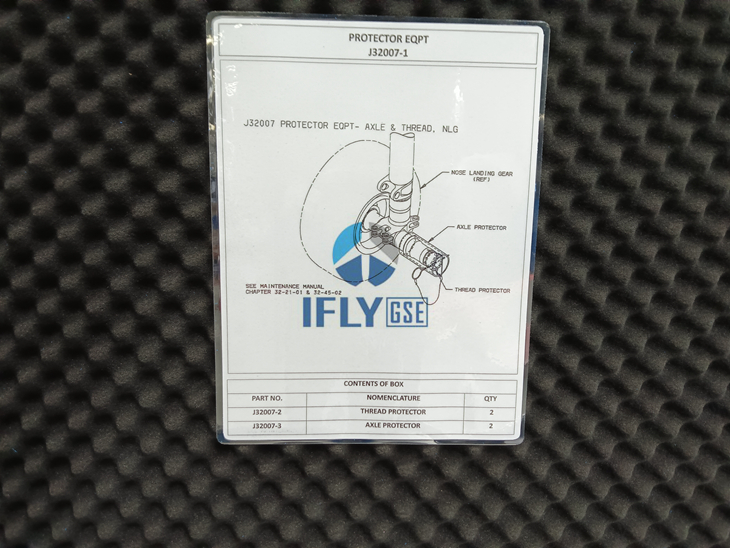 PROTECTOR EQPT
J32007-1
J32007 PROTECTOR EQPT- AXLE & THREAD, NLG
NOSE LANDING GEAR
(REF)
AXLE PROTECTOR
THREAD PROTECTOR
SEE MAINTENANCE MANUAL
CHAPTER 32-21-01 & 32-45-02
IFLY GSE
CONTENTS OF BOX
PART NO. NOMENCLATURE QTY
J32007-2 THREAD PROTECTOR 2
J32007-3 AXLE PROTECTOR 2